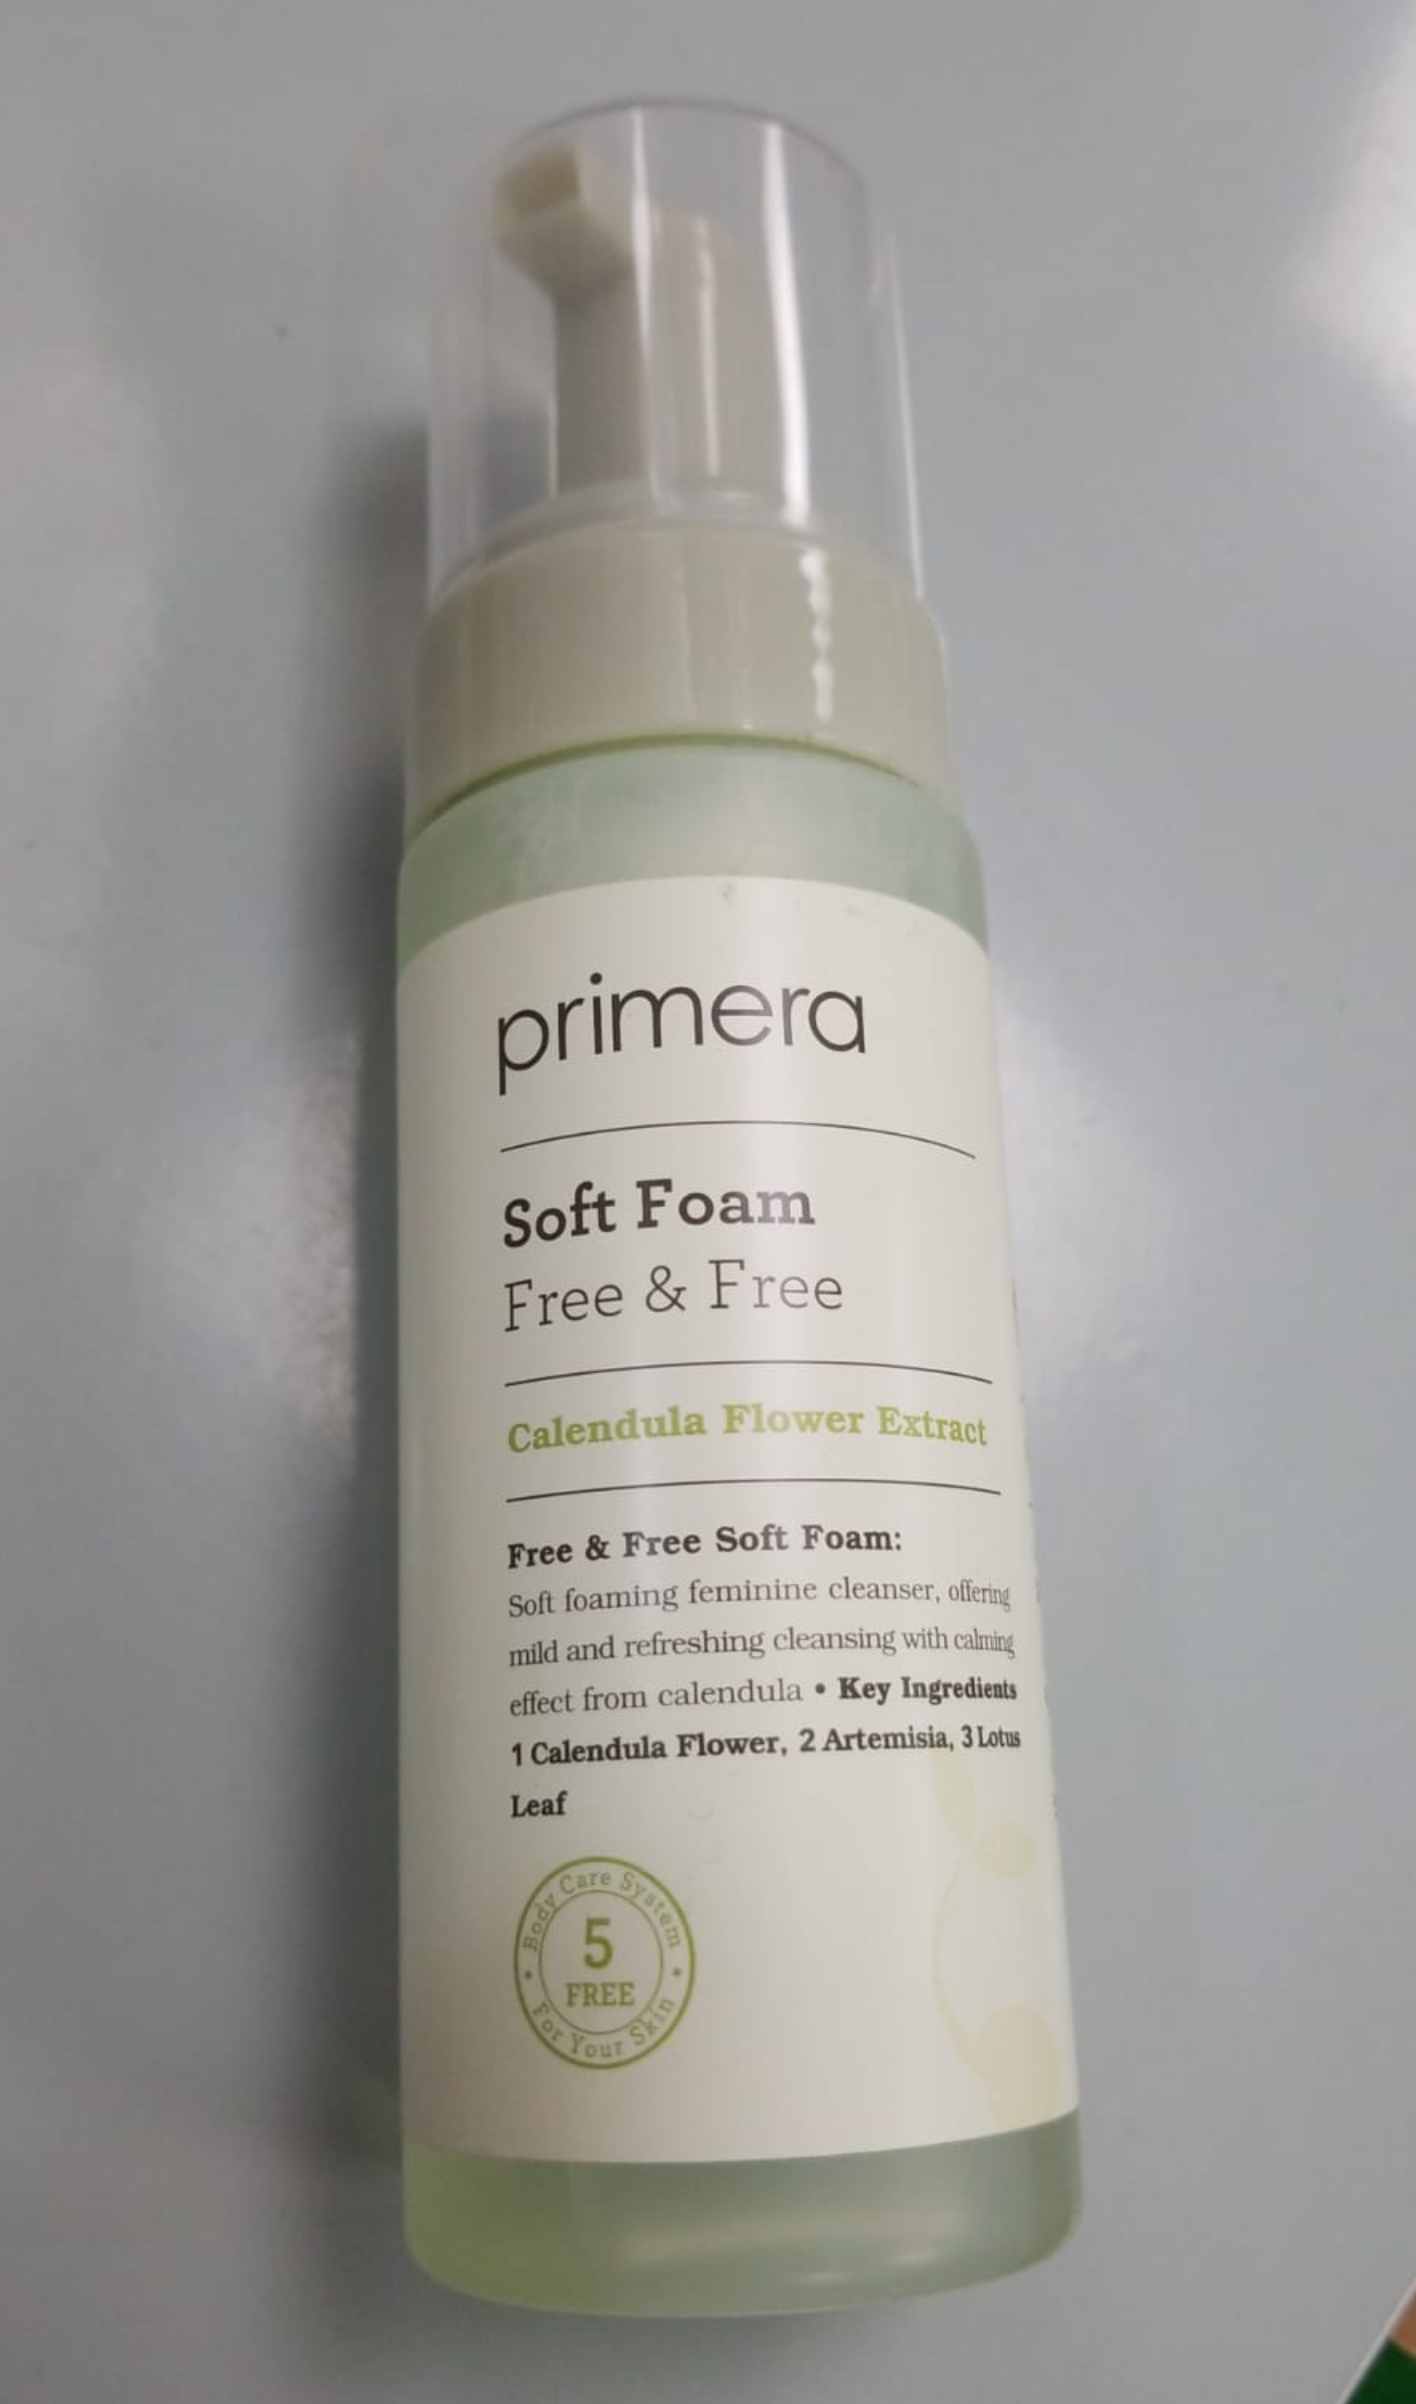 primera
Soft Foam
Free & Free
Calendula Flower Extract
Free & Free Soft Foam:
Soft foaming feminine cleanser, offering
mild and refreshing cleansing with calming
effect from calendula • Key Ingredients
1 Calendula Flower, 2 Artemisia, 3 Lotus
Leaf
Body Care System
5
FREE
For Your Skin